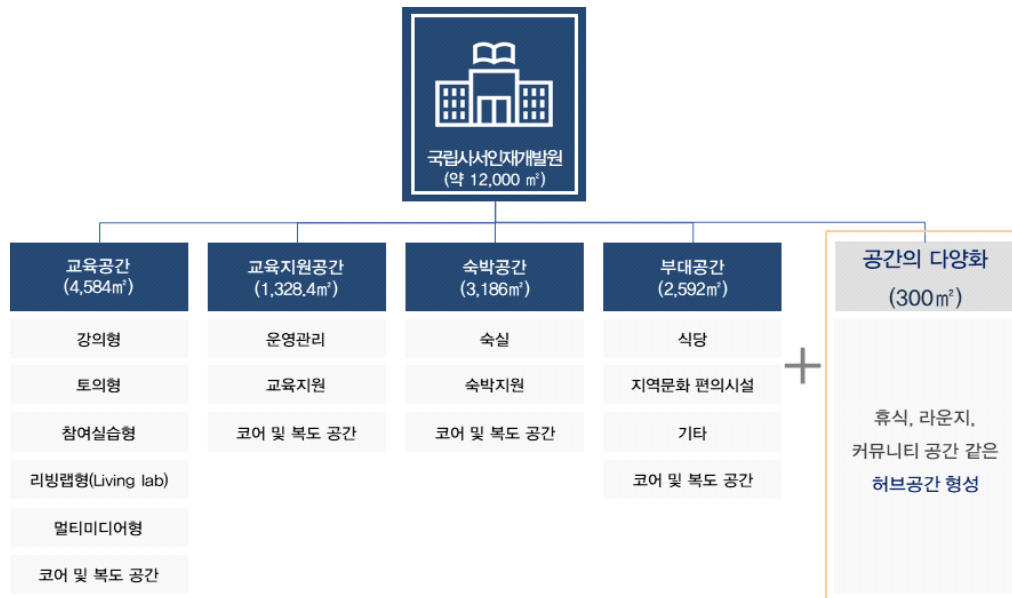 국립사서인재개발원
(약 12,000 ㎡)
교육공간
(4,584㎡)
강의형
토의형
참여실습형
리빙랩형(Living lab)
멀티미디어형
코어 및 복도 공간
교육지원공간
(1,328.4㎡)
운영관리
교육지원
코어 및 복도 공간
숙박공간
(3,186㎡)
숙실
숙박지원
코어 및 복도 공간
부대공간
(2,592㎡)
식당
지역문화 편의시설
기타
코어 및 복도 공간
+
공간의 다양화
(300㎡)
휴식, 라운지,
커뮤니티 공간 같은
허브공간 형성